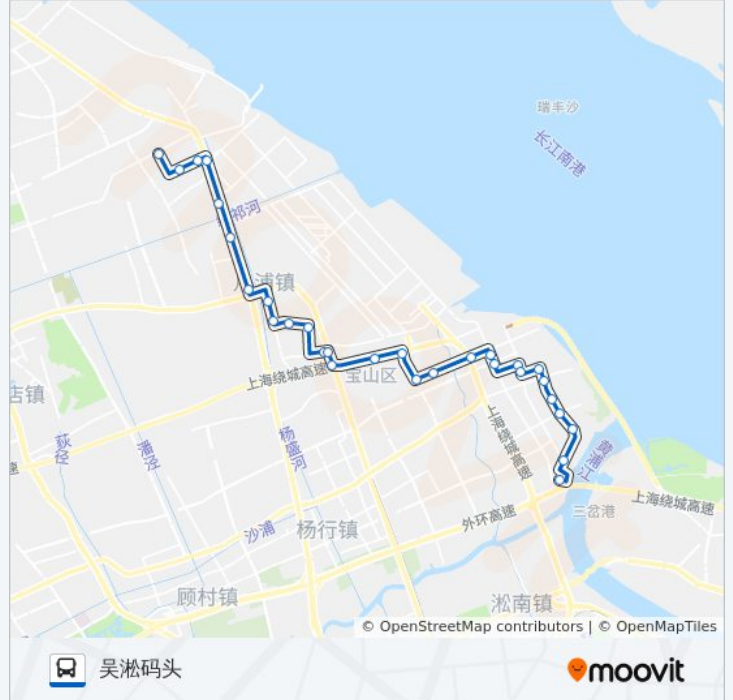 瑞丰沙
长江南港
祁河
浦镇
上海绕城高速
宝山区
店镇
荻泾
潘泾
杨盛河
上海绕城高速
黄浦江
速
上海绕城高速
外环高速
三岔港
沙浦
杨行镇
顾村镇
淞南镇
© OpenStreetMap contributors | © OpenMapTiles
吴淞码头
moovit